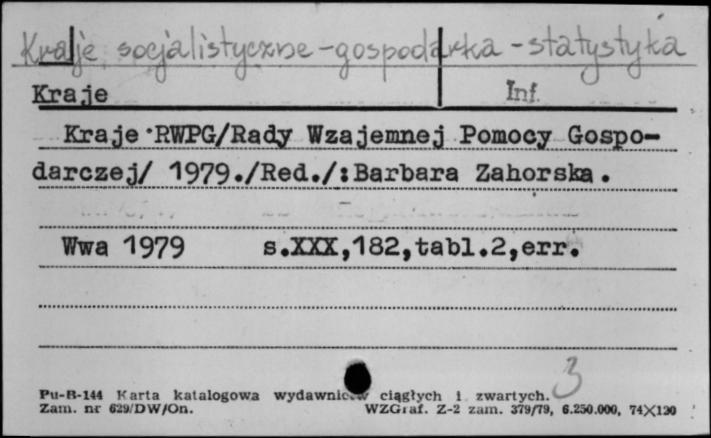 Kraje socjalistyczne - gospodarka - statystyka
Kraje Inf.
Kraje RWPG/Rady Wzajemnej Pomocy Gospo-
darczej/ 1979./Red./:Barbara Zahorska.
Wwa 1979 s.XXX,182,tabl.2,err.
3
Pu-B-144 Karta katalogowa wydawnictw ciągłych i zwartych.
Zam. nr 629/DW/On. WZGraf. Z-2 zam. 379/79, 6.250.000, 74X120